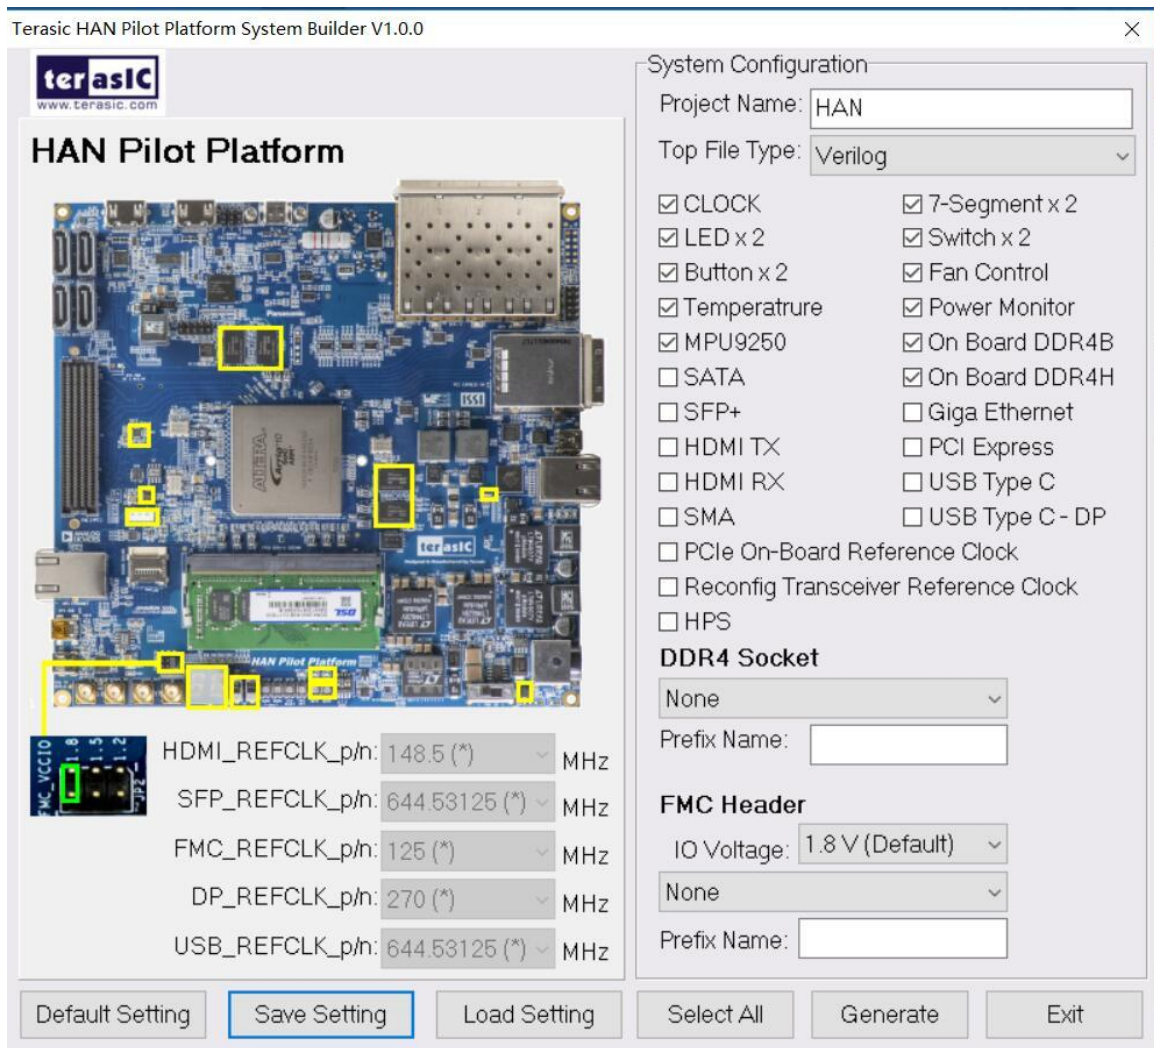 Terasic HAN Pilot Platform System Builder V1.0.0
terasIC
www.terasic.com
HAN Pilot Platform
Panasonic
ISSI
ALTERA
Arria 10
terasIC
HAN Pilot Platform
FMC_VCCIO
1.8
1.5
1.2
JP2
HDMI_REFCLK_p/n: 148.5 (*) MHz
SFP_REFCLK_p/n: 644.53125 (*) MHz
FMC_REFCLK_p/n: 125 (*) MHz
DP_REFCLK_p/n: 270 (*) MHz
USB_REFCLK_p/n: 644.53125 (*) MHz
System Configuration
Project Name: HAN
Top File Type: Verilog
CLOCK 7-Segment x 2
LED x 2 Switch x 2
Button x 2 Fan Control
Temperatrure Power Monitor
MPU9250 On Board DDR4B
SATA On Board DDR4H
SFP+ Giga Ethernet
HDMI TX PCI Express
HDMI RX USB Type C
SMA USB Type C - DP
PCIe On-Board Reference Clock
Reconfig Transceiver Reference Clock
HPS
DDR4 Socket
None
Prefix Name:
FMC Header
IO Voltage: 1.8 V (Default)
None
Prefix Name:
Default Setting Save Setting Load Setting Select All Generate Exit